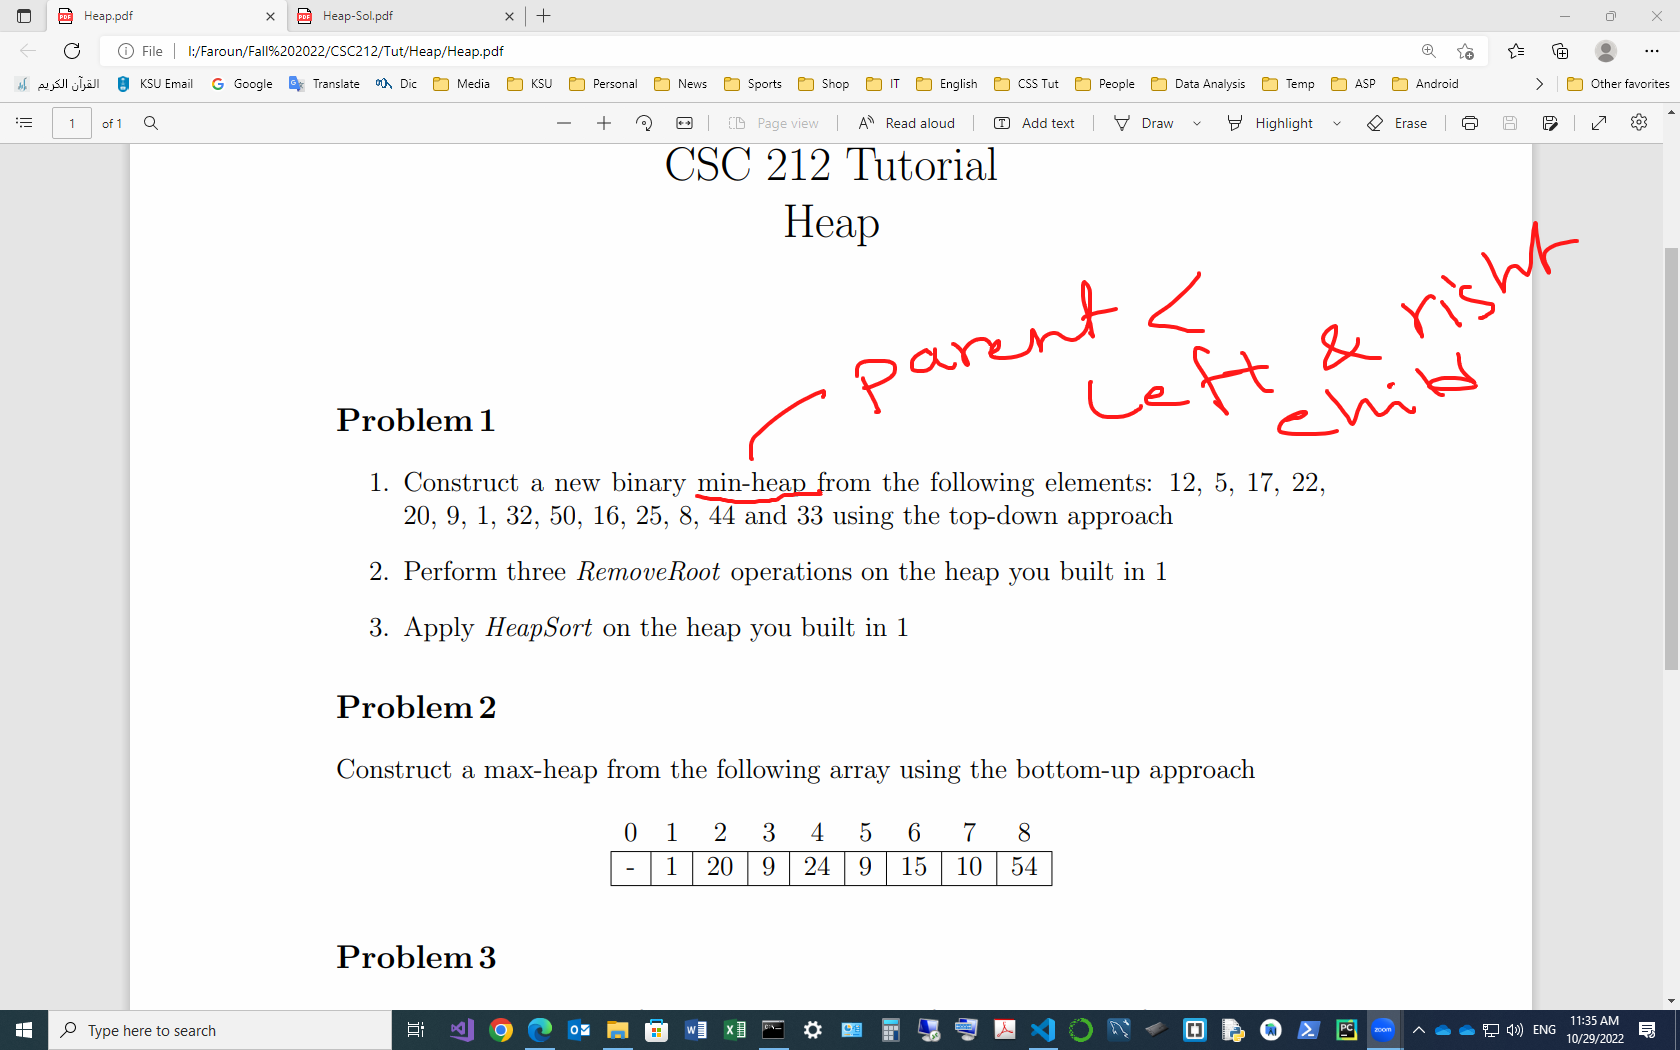 Heap.pdf
Heap-Sol.pdf
File
I:/Faroun/Fall%202022/CSC212/Tut/Heap/Heap.pdf
القرآن الكريم KSU Email Google Translate Dic Media KSU Personal News Sports Shop IT English CSS Tut People Data Analysis Temp ASP Android Other favorites
1 of 1 Page view Read aloud Add text Draw Highlight Erase
CSC 212 Tutorial
Heap
parent <
Left & right
child
Problem 1
1. Construct a new binary min-heap from the following elements: 12, 5, 17, 22,
20, 9, 1, 32, 50, 16, 25, 8, 44 and 33 using the top-down approach
2. Perform three RemoveRoot operations on the heap you built in 1
3. Apply HeapSort on the heap you built in 1
Problem 2
Construct a max-heap from the following array using the bottom-up approach
0 1 2 3 4 5 6 7 8
- 1 20 9 24 9 15 10 54
Problem 3
Type here to search
zoom
ENG
11:35 AM
10/29/2022